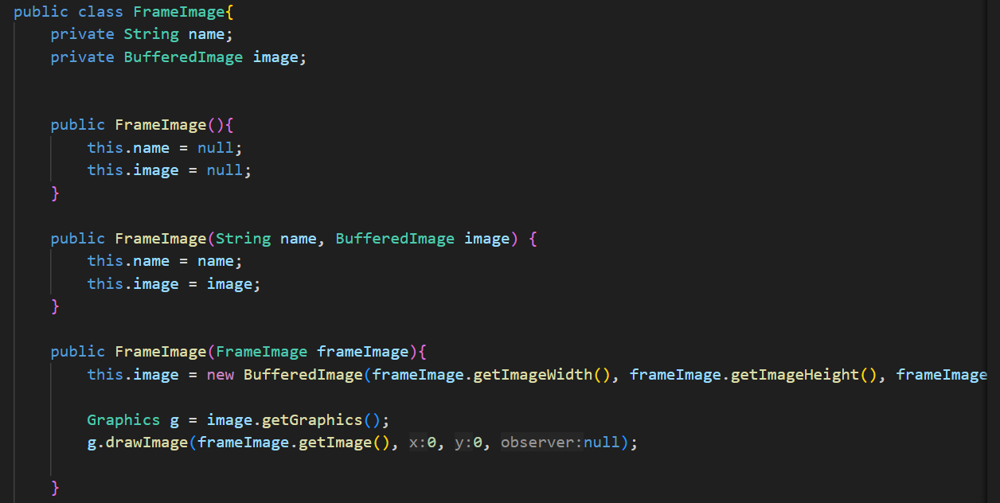 public class FrameImage{
    private String name;
    private BufferedImage image;
    public FrameImage(){
        this.name = null;
        this.image = null;
    }
    public FrameImage(String name, BufferedImage image) {
        this.name = name;
        this.image = image;
    }
    public FrameImage(FrameImage frameImage){
        this.image = new BufferedImage(frameImage.getImageWidth(), frameImage.getImageHeight(), frameImage
        Graphics g = image.getGraphics();
        g.drawImage(frameImage.getImage(), x:0, y:0, observer:null);
    }